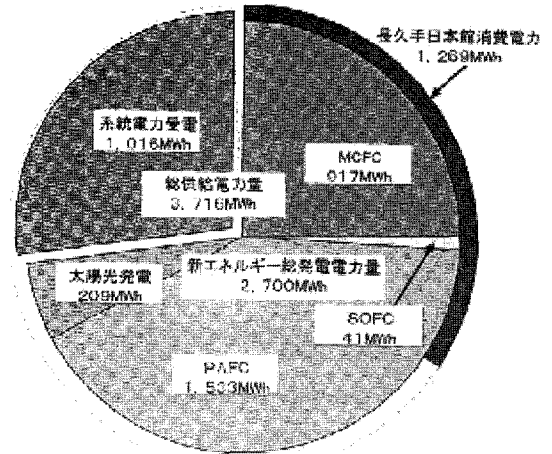 長久手日本館消費電力
1,269MWh
系統電力受電
1,016MWh
MCFC
917MWh
総供給電力量
3,716MWh
太陽光発電
209MWh
新エネルギー総発電電力量
2,700MWh
SOFC
41MWh
PAFC
1,533MWh